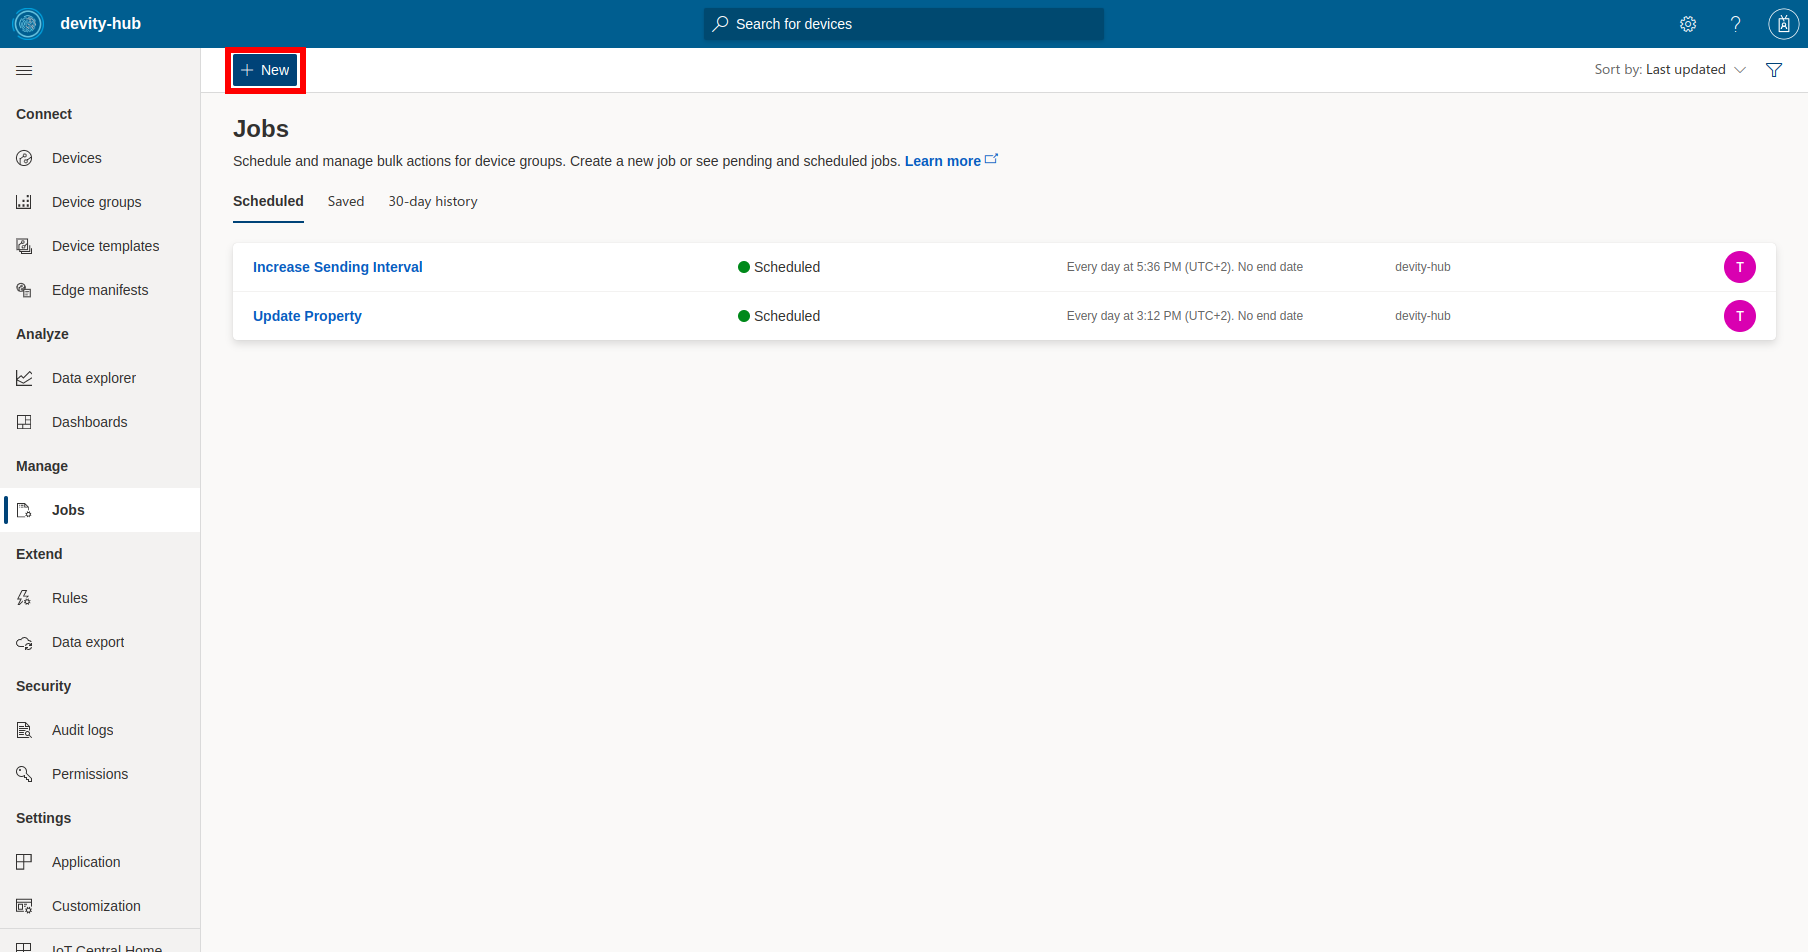 devity-hub
Search for devices
?
New
Sort by: Last updated
Connect
Devices
Device groups
Device templates
Edge manifests
Analyze
Data explorer
Dashboards
Manage
Jobs
Extend
Rules
Data export
Security
Audit logs
Permissions
Settings
Application
Customization
IoT Central Home
Jobs
Schedule and manage bulk actions for device groups. Create a new job or see pending and scheduled jobs. Learn more
Scheduled Saved 30-day history
Increase Sending Interval Scheduled Every day at 5:36 PM (UTC+2). No end date devity-hub T
Update Property Scheduled Every day at 3:12 PM (UTC+2). No end date devity-hub T